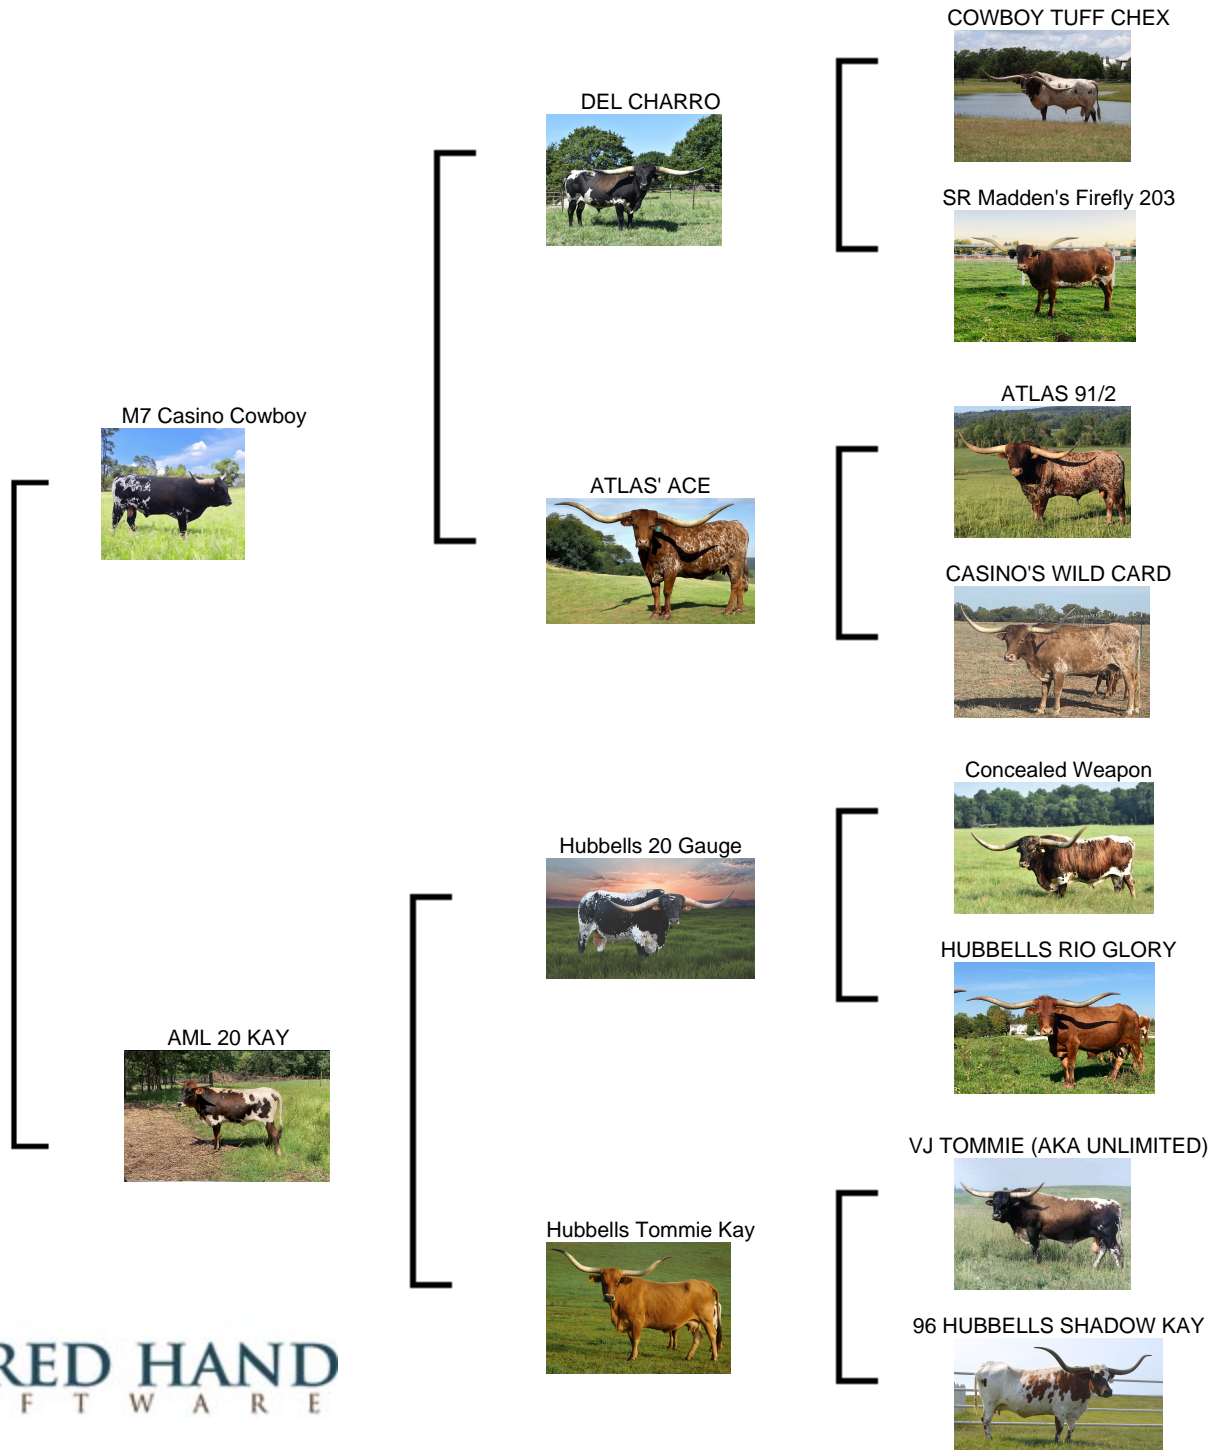 COWBOY TUFF CHEX
DEL CHARRO
SR Madden's Firefly 203
M7 Casino Cowboy
ATLAS 91/2
ATLAS' ACE
CASINO'S WILD CARD
Concealed Weapon
Hubbells 20 Gauge
HUBBELLS RIO GLORY
AML 20 KAY
VJ TOMMIE (AKA UNLIMITED)
Hubbells Tommie Kay
96 HUBBELLS SHADOW KAY
RED HAND
F T W A R E